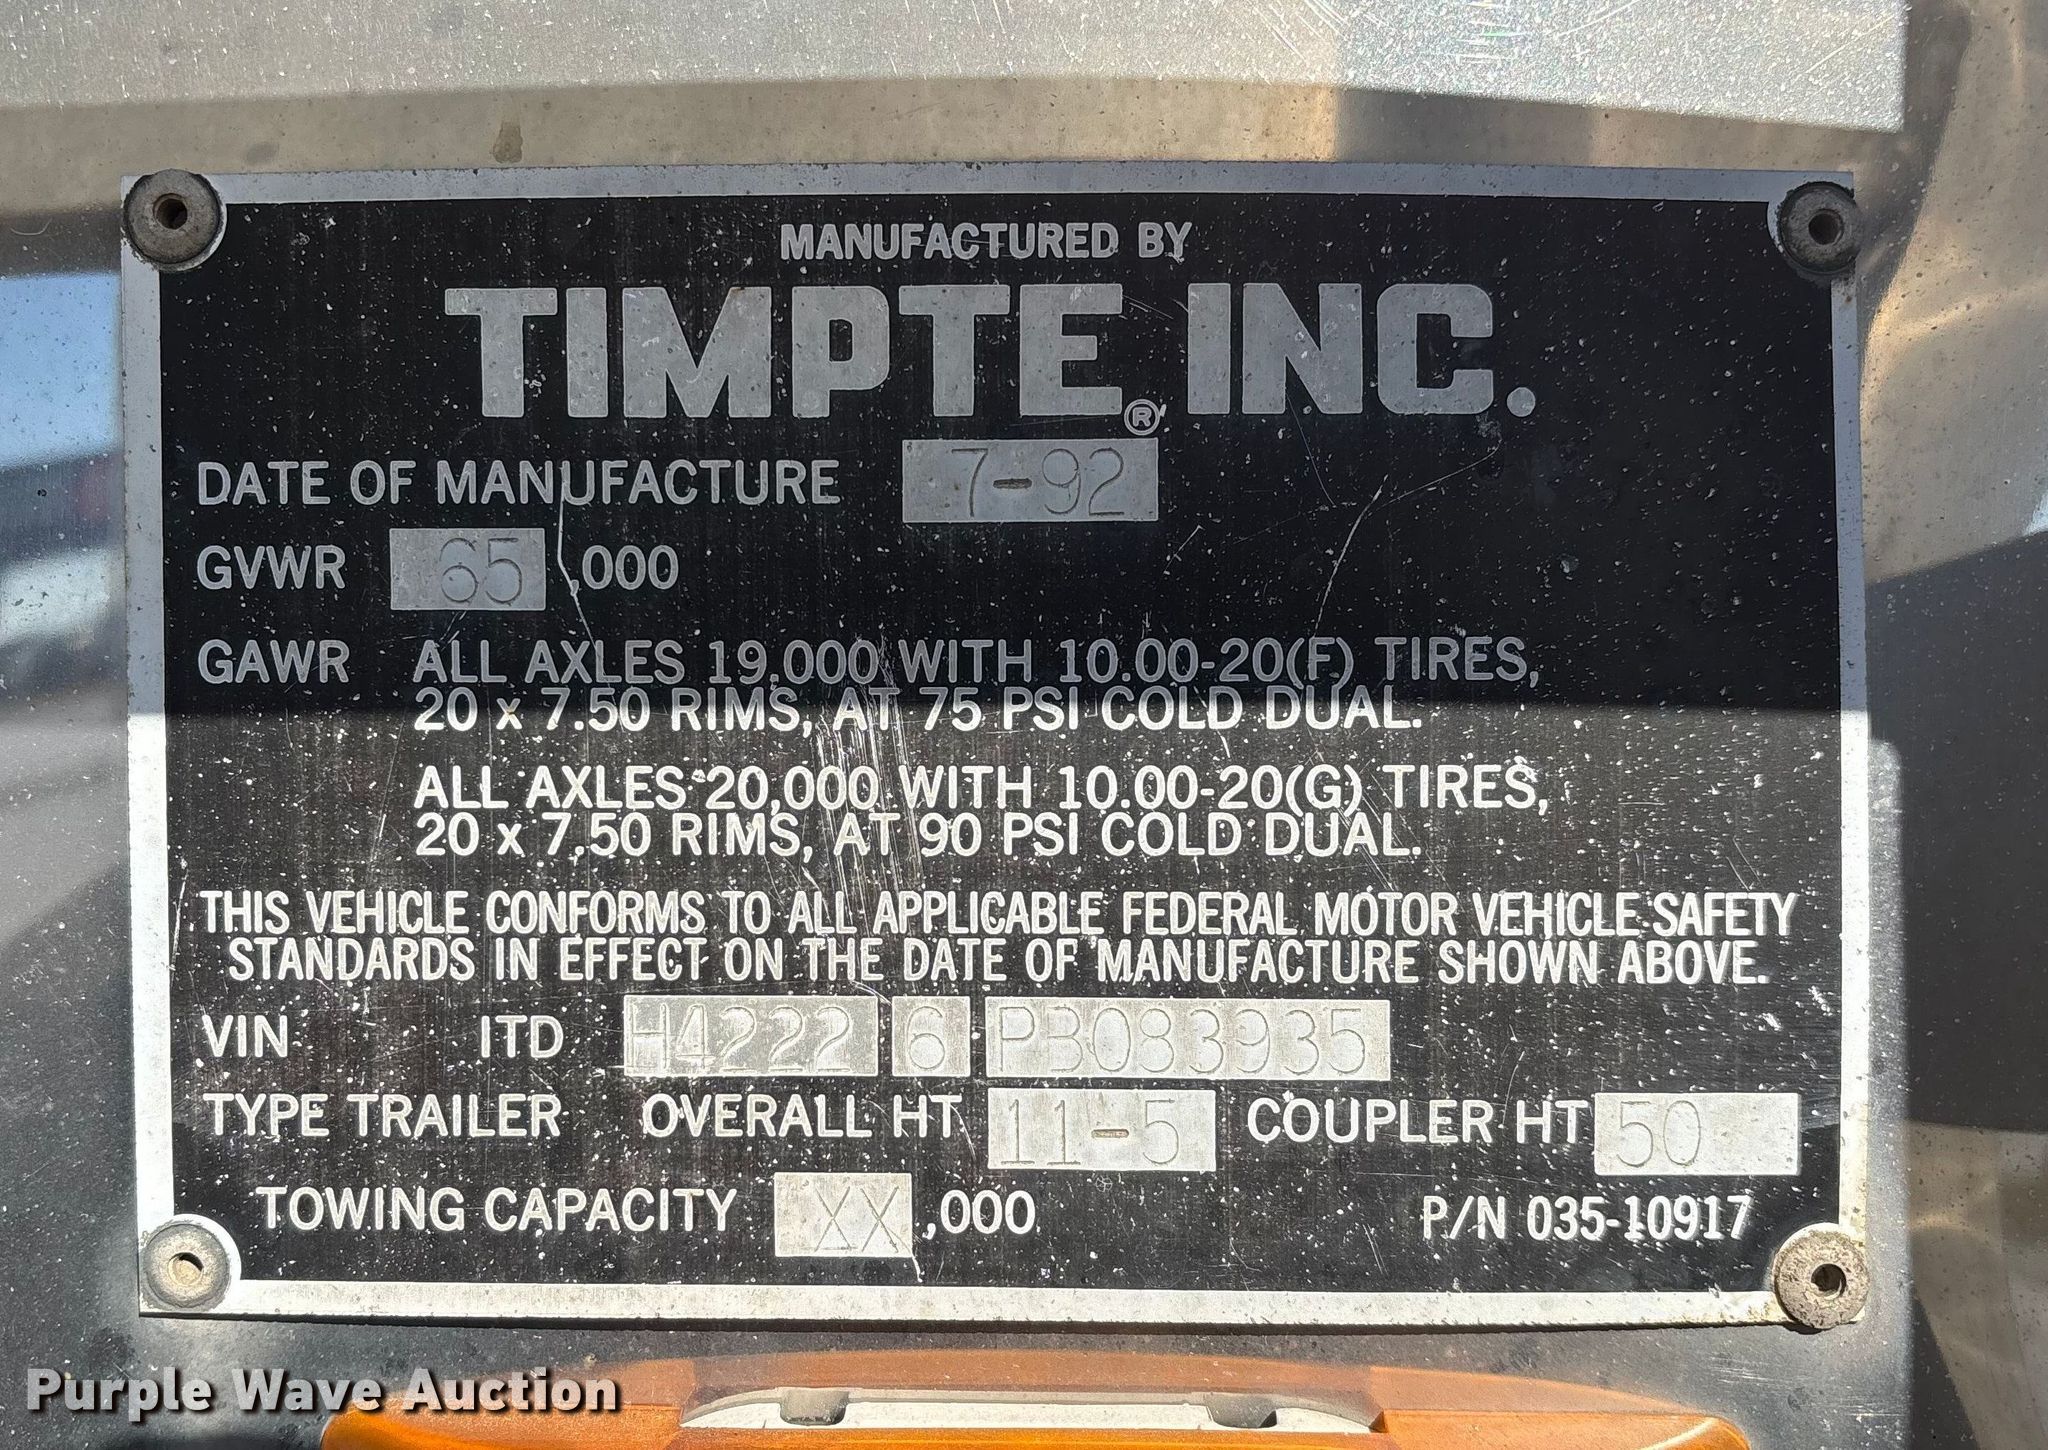 MANUFACTURED BY
TIMPTE® INC.
DATE OF MANUFACTURE 7-92
GVWR 65,000
GAWR ALL AXLES 19,000 WITH 10.00-20(F) TIRES,
20 x 7.50 RIMS, AT 75 PSI COLD DUAL.
ALL AXLES 20,000 WITH 10.00-20(G) TIRES,
20 x 7.50 RIMS, AT 90 PSI COLD DUAL.
THIS VEHICLE CONFORMS TO ALL APPLICABLE FEDERAL MOTOR VEHICLE SAFETY
STANDARDS IN EFFECT ON THE DATE OF MANUFACTURE SHOWN ABOVE.
VIN 1TD H4222 6 PB083935
TYPE TRAILER OVERALL HT 11-5 COUPLER HT 50
TOWING CAPACITY XX,000 P/N 035-10917
Purple Wave Auction